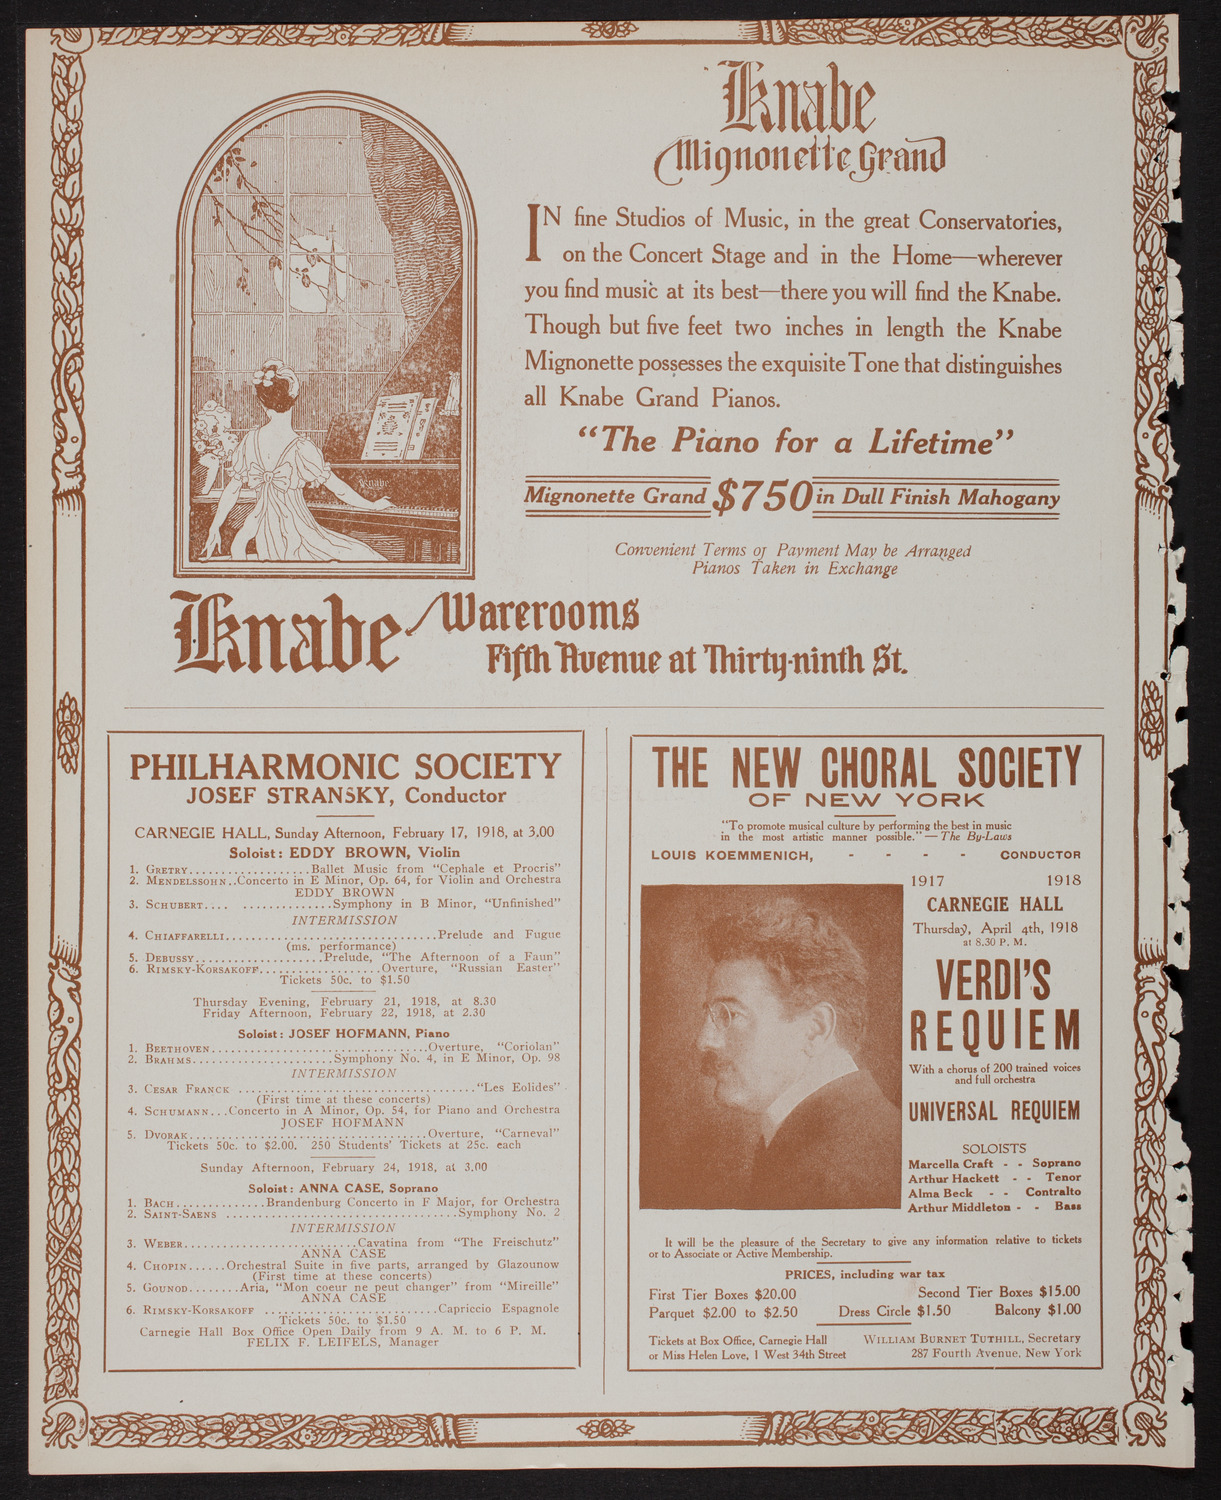 Knabe
Mignonette Grand
IN fine Studios of Music, in the great Conservatories,
on the Concert Stage and in the Home—wherever
you find music at its best—there you will find the Knabe.
Though but five feet two inches in length the Knabe
Mignonette possesses the exquisite Tone that distinguishes
all Knabe Grand Pianos.
"The Piano for a Lifetime"
Mignonette Grand $750 in Dull Finish Mahogany
Convenient Terms of Payment May be Arranged
Pianos Taken in Exchange
Knabe
Knabe Warerooms
Fifth Avenue at Thirty-ninth St.
PHILHARMONIC SOCIETY
JOSEF STRANSKY, Conductor
CARNEGIE HALL, Sunday Afternoon, February 17, 1918, at 3.00
Soloist: EDDY BROWN, Violin
1. GRETRY...................Ballet Music from "Cephale et Procris"
2. MENDELSSOHN..Concerto in E Minor, Op. 64, for Violin and Orchestra
EDDY BROWN
3. SCHUBERT.... ..............Symphony in B Minor, "Unfinished"
INTERMISSION
4. CHIAFFARELLI.................................Prelude and Fugue
(ms. performance)
5. DEBUSSY....................Prelude, "The Afternoon of a Faun"
6. RIMSKY-KORSAKOFF...................Overture, "Russian Easter"
Tickets 50c. to $1.50
Thursday Evening, February 21, 1918, at 8.30
Friday Afternoon, February 22, 1918, at 2.30
Soloist: JOSEF HOFMANN, Piano
1. BEETHOVEN..................................Overture, "Coriolan"
2. BRAHMS.......................Symphony No. 4, in E Minor, Op. 98
INTERMISSION
3. CESAR FRANCK ....................................."Les Eolides"
(First time at these concerts)
4. SCHUMANN...Concerto in A Minor, Op. 54, for Piano and Orchestra
JOSEF HOFMANN
5. DVORAK.....................................Overture, "Carneval"
Tickets 50c. to $2.00. 250 Students' Tickets at 25c. each
Sunday Afternoon, February 24, 1918, at 3.00
Soloist: ANNA CASE, Soprano
1. BACH..............Brandenburg Concerto in F Major, for Orchestra
2. SAINT-SAENS ....................................Symphony No. 2
INTERMISSION
3. WEBER...........................Cavatina from "The Freischutz"
ANNA CASE
4. CHOPIN......Orchestral Suite in five parts, arranged by Glazounow
(First time at these concerts)
5. GOUNOD........Aria, "Mon coeur ne peut changer" from "Mireille"
ANNA CASE
6. RIMSKY-KORSAKOFF ...........................Capriccio Espagnole
Tickets 50c. to $1.50
Carnegie Hall Box Office Open Daily from 9 A. M. to 6 P. M.
FELIX F. LEIFELS, Manager
THE NEW CHORAL SOCIETY
OF NEW YORK
"To promote musical culture by performing the best in music
in the most artistic manner possible."—The By-Laws
LOUIS KOEMMENICH, - - - - CONDUCTOR
1917 1918
CARNEGIE HALL
Thursday, April 4th, 1918
at 8.30 P. M.
VERDI'S
REQUIEM
With a chorus of 200 trained voices
and full orchestra
UNIVERSAL REQUIEM
SOLOISTS
Marcella Craft - - Soprano
Arthur Hackett - - Tenor
Alma Beck - - Contralto
Arthur Middleton - - Bass
It will be the pleasure of the Secretary to give any information relative to tickets
or to Associate or Active Membership.
PRICES, including war tax
First Tier Boxes $20.00 Second Tier Boxes $15.00
Parquet $2.00 to $2.50 Dress Circle $1.50 Balcony $1.00
Tickets at Box Office, Carnegie Hall
or Miss Helen Love, 1 West 34th Street
WILLIAM BURNET TUTHILL, Secretary
287 Fourth Avenue, New York